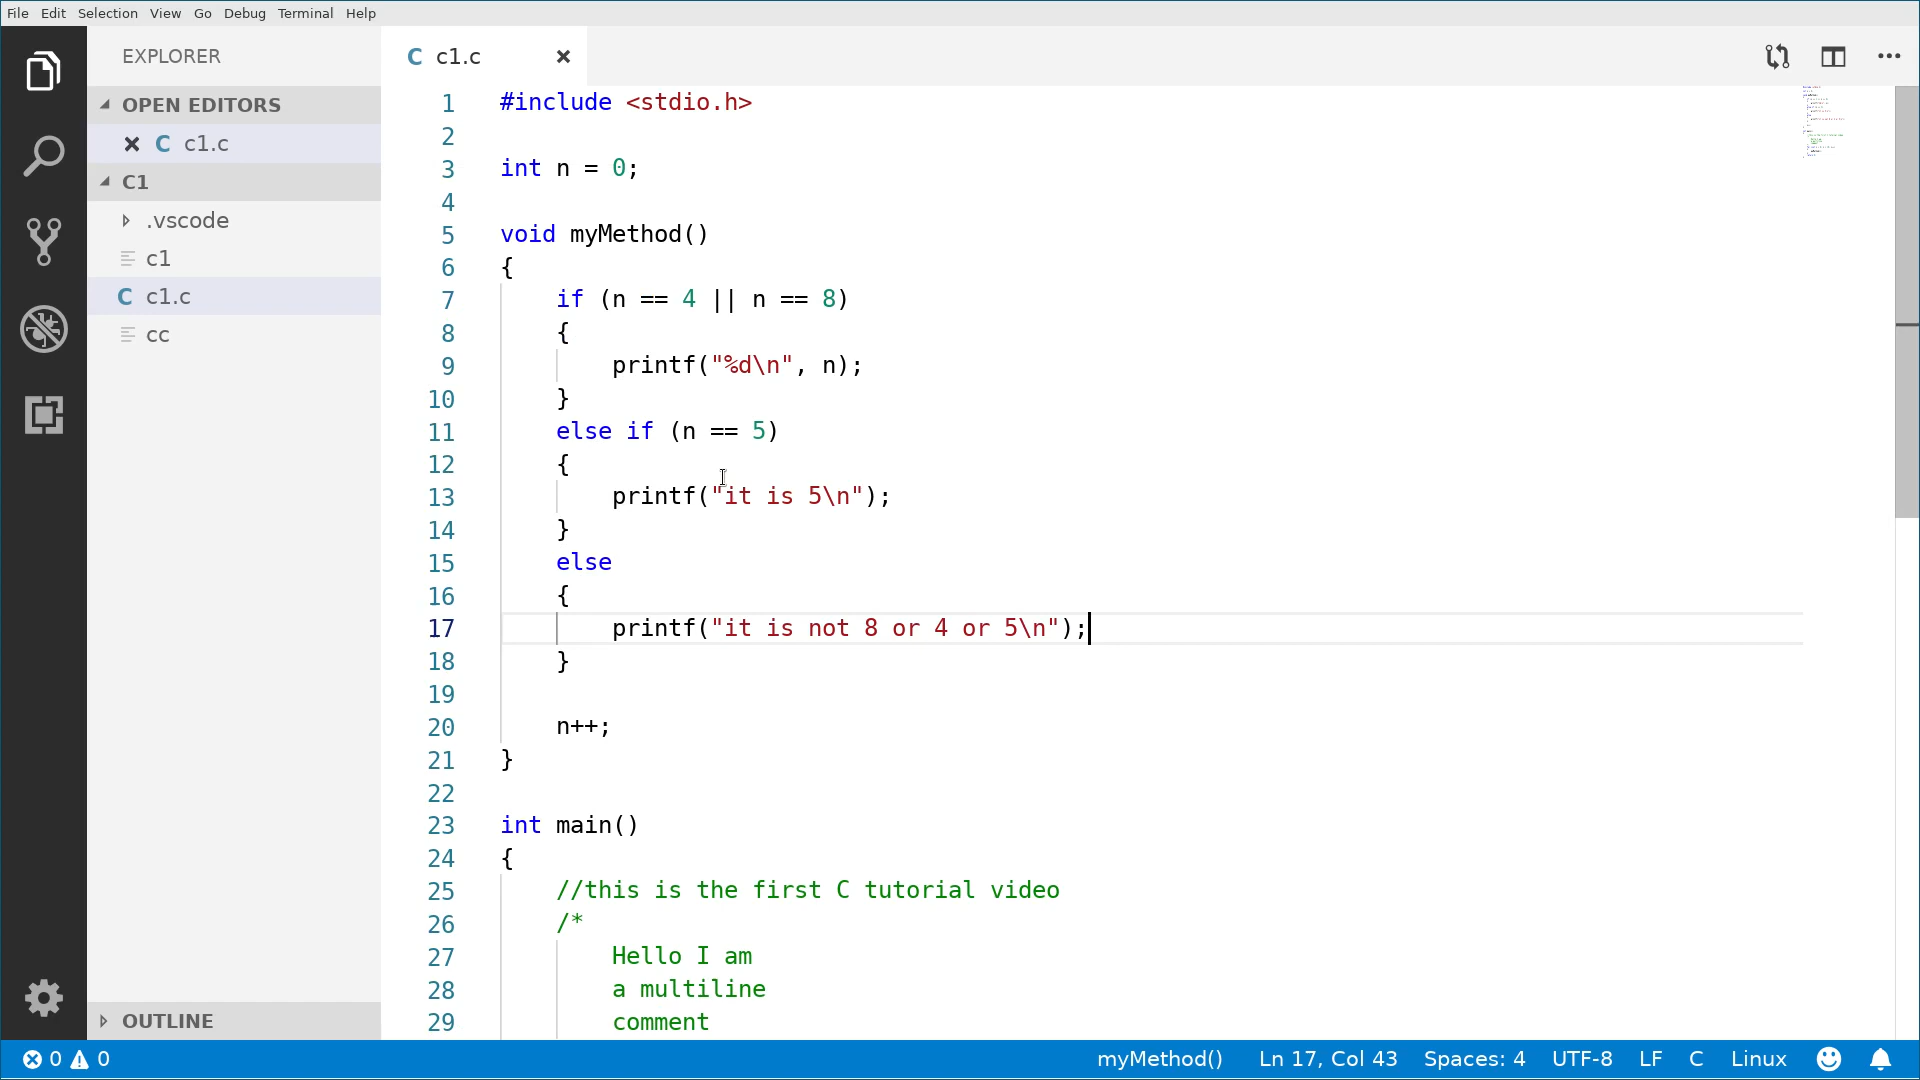 File Edit Selection View Go Debug Terminal Help
EXPLORER
OPEN EDITORS
C c1.c
C1
.vscode
c1
C c1.c
cc
OUTLINE
C c1.c
1 #include <stdio.h>
2
3 int n = 0;
4
5 void myMethod()
6 {
7     if (n == 4 || n == 8)
8     {
9         printf("%d\n", n);
10     }
11     else if (n == 5)
12     {
13         printf("it is 5\n");
14     }
15     else
16     {
17         printf("it is not 8 or 4 or 5\n");
18     }
19
20     n++;
21 }
22
23 int main()
24 {
25     //this is the first C tutorial video
26     /*
27         Hello I am
28         a multiline
29         comment
0 0 myMethod() Ln 17, Col 43 Spaces: 4 UTF-8 LF C Linux